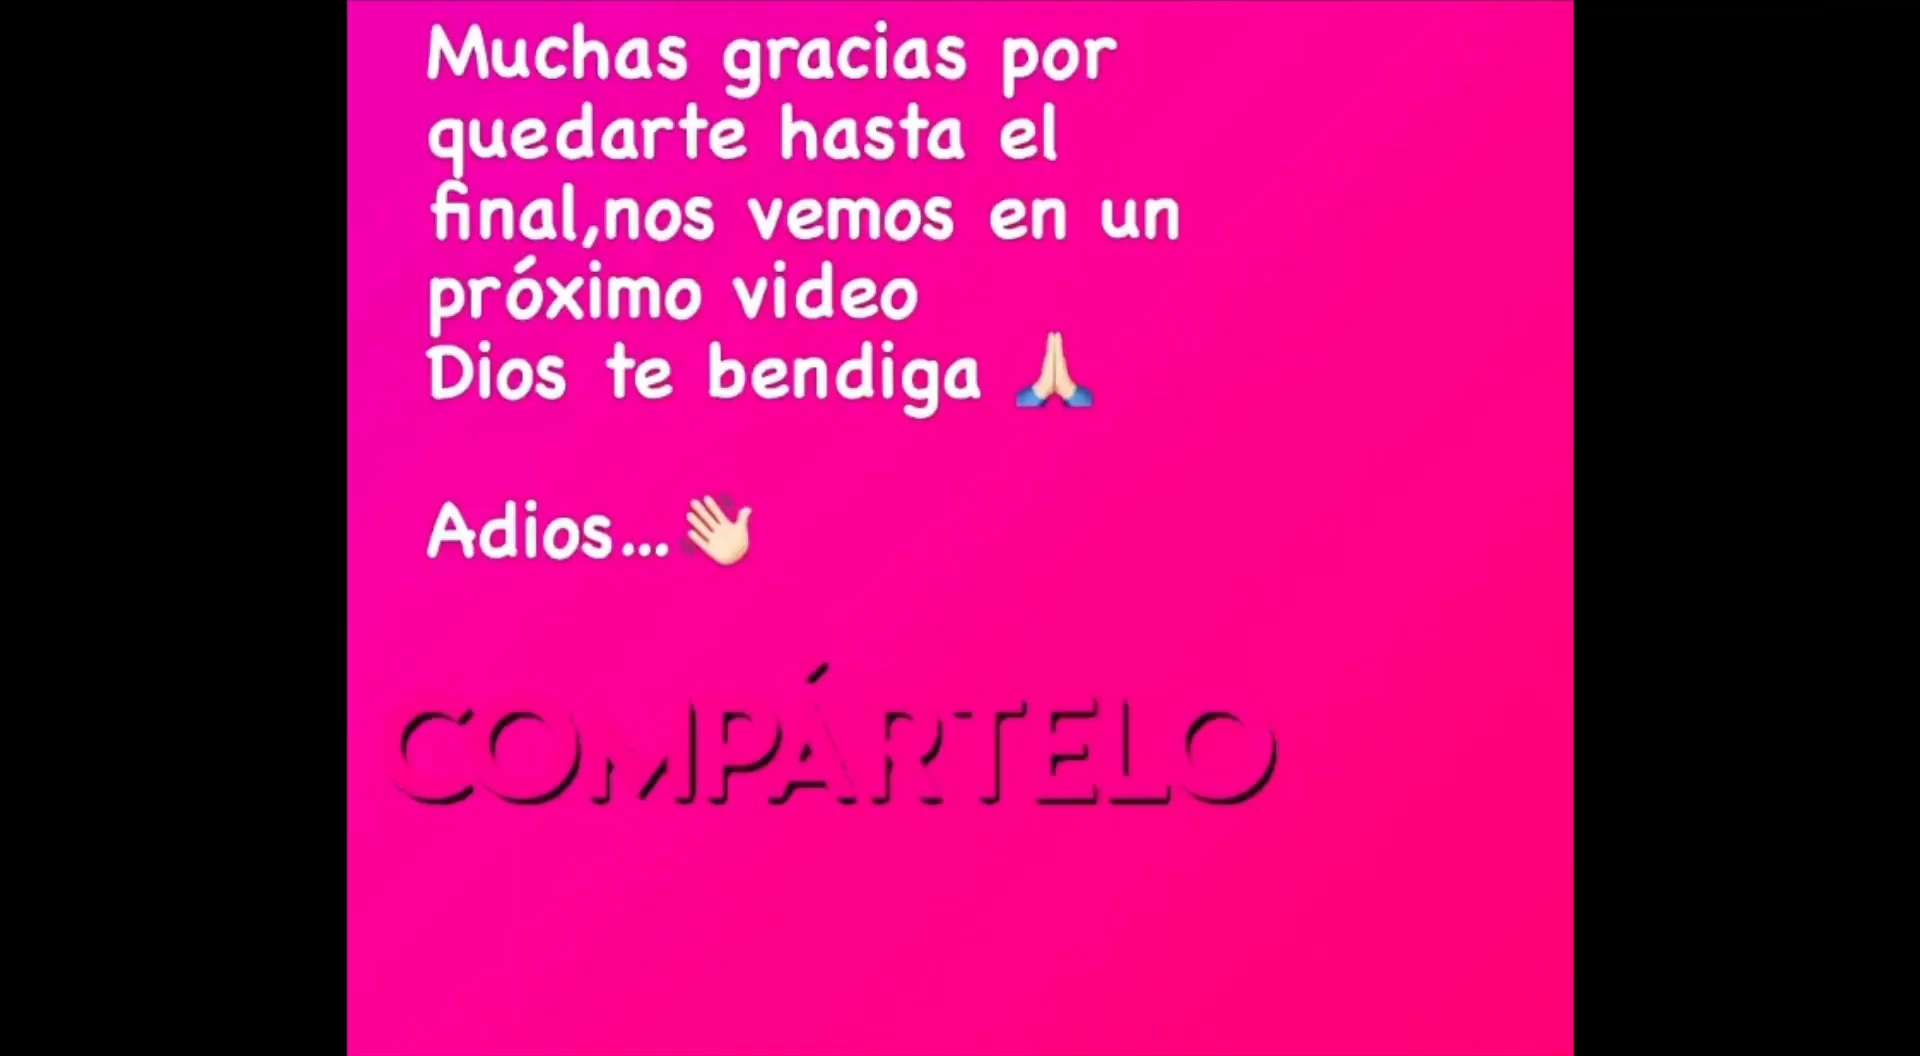 Muchas gracias por
quedarte hasta el
final,nos vemos en un
próximo video
Dios te bendiga 🙏🏻
Adios...👋🏻
COMPÁRTELO